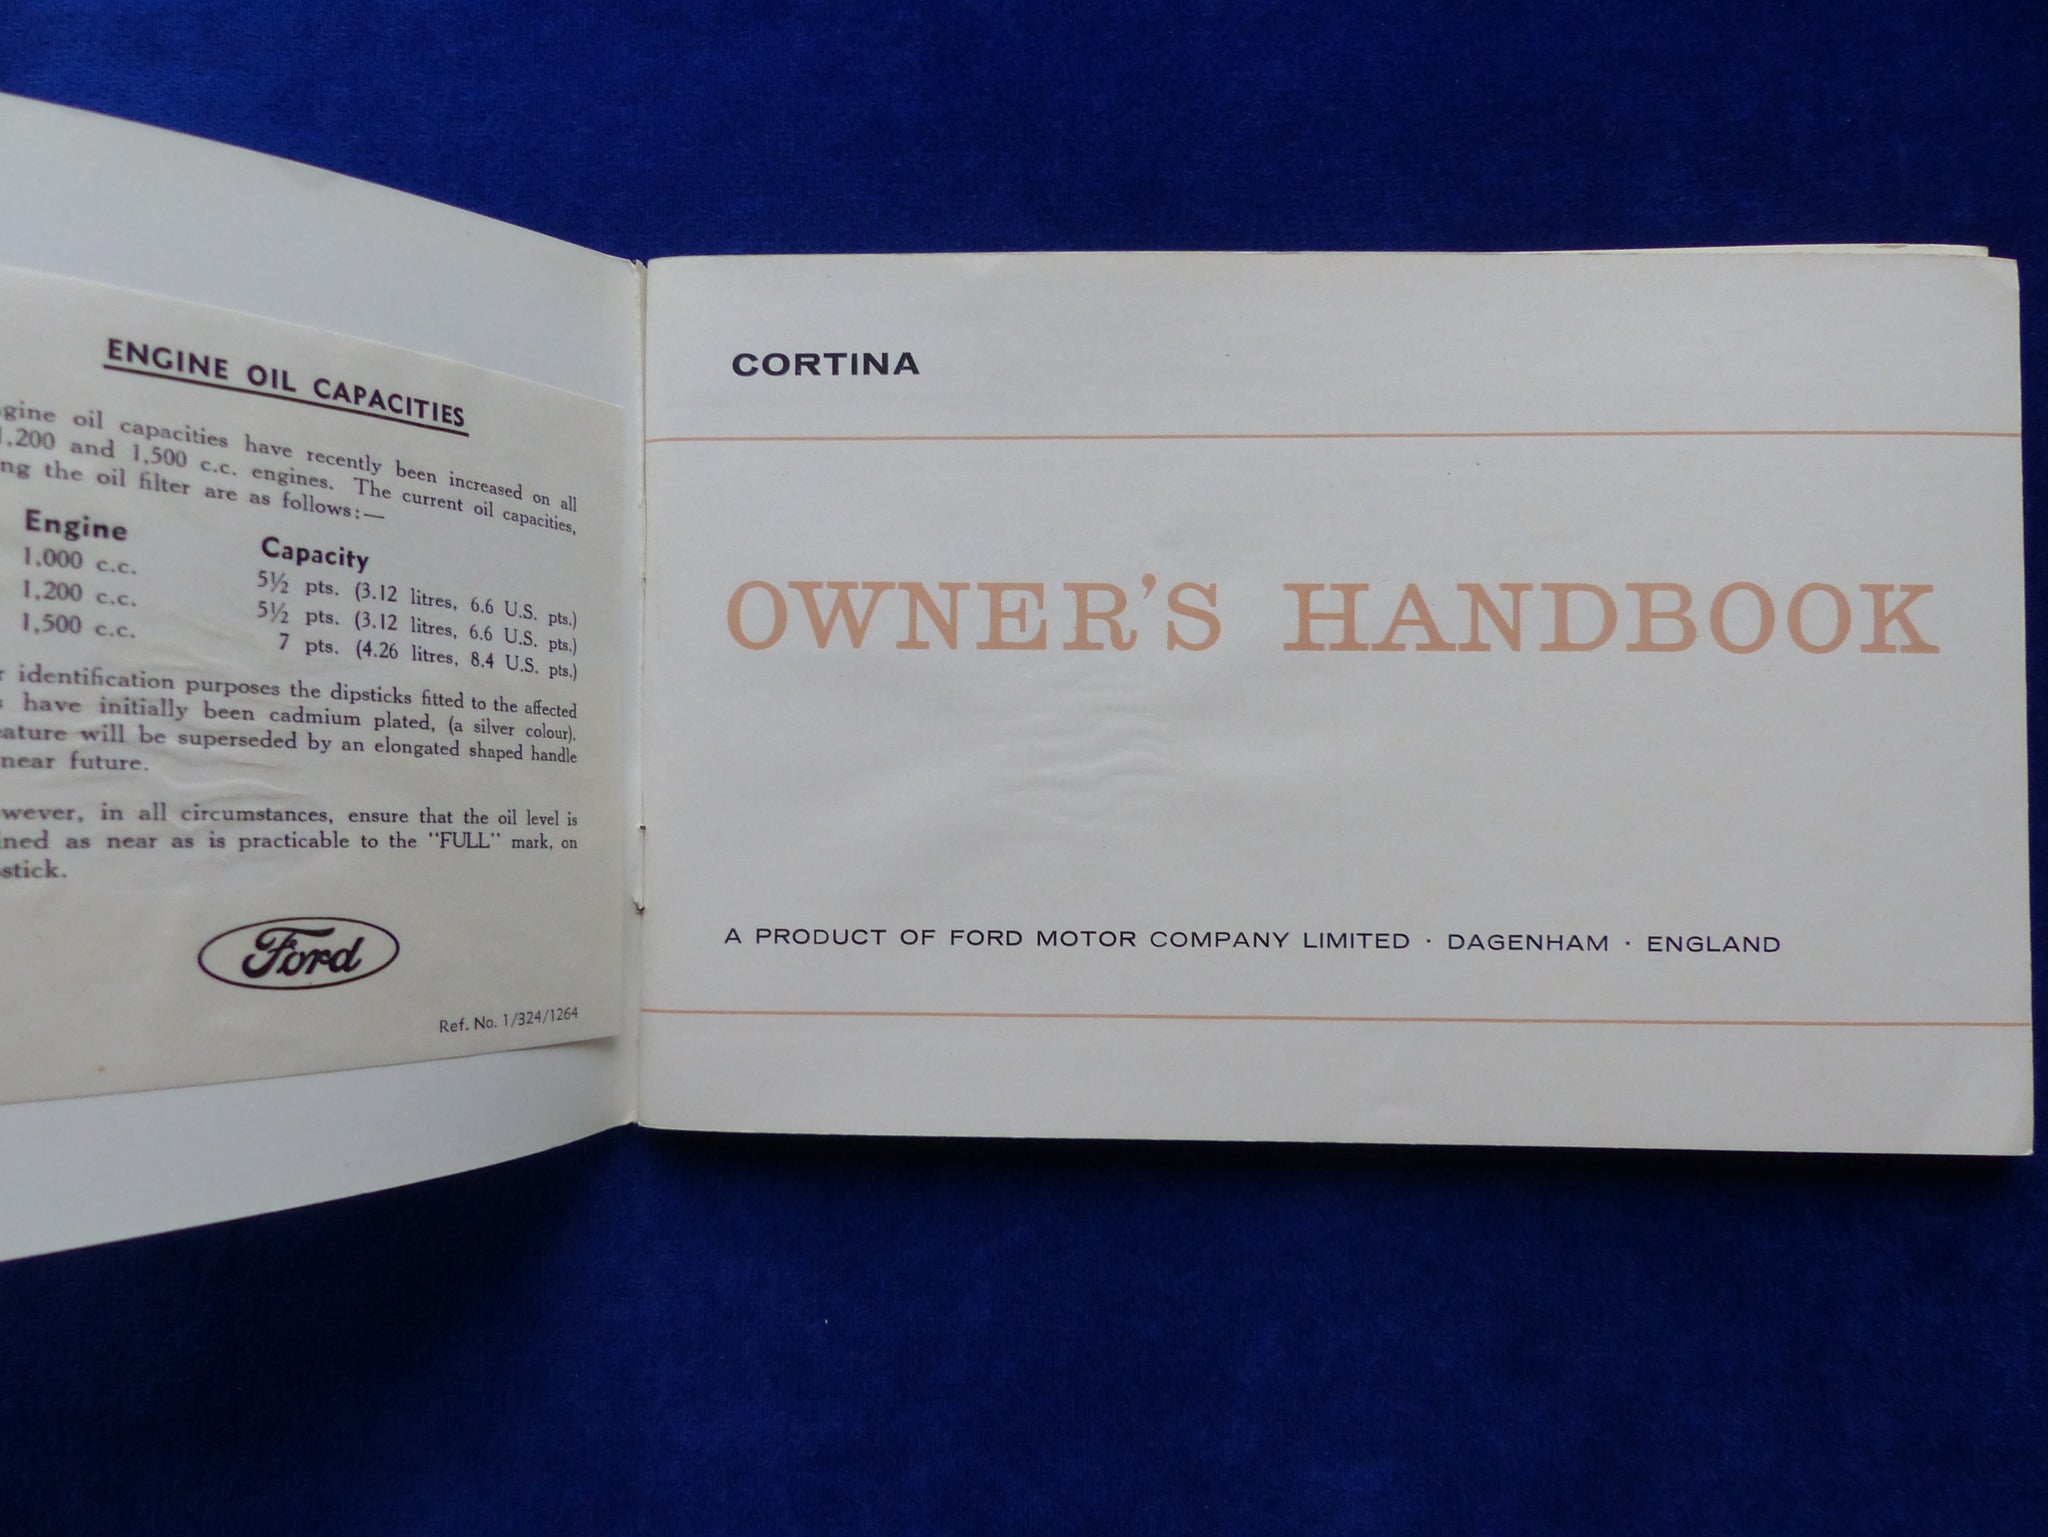 ENGINE OIL CAPACITIES
gine oil capacities have recently been increased on all
1,200 and 1,500 c.c. engines. The current oil capacities,
ng the oil filter are as follows:—
Engine Capacity
1,000 c.c. 5½ pts. (3.12 litres, 6.6 U.S. pts.)
1,200 c.c. 5½ pts. (3.12 litres, 6.6 U.S. pts.)
1,500 c.c. 7 pts. (4.26 litres, 8.4 U.S. pts.)
r identification purposes the dipsticks fitted to the affected
s have initially been cadmium plated, (a silver colour).
eature will be superseded by an elongated shaped handle
near future.
wever, in all circumstances, ensure that the oil level is
ined as near as is practicable to the "FULL" mark, on
stick.
Ford
Ref. No. 1/324/1264
CORTINA
OWNER'S HANDBOOK
A PRODUCT OF FORD MOTOR COMPANY LIMITED · DAGENHAM · ENGLAND